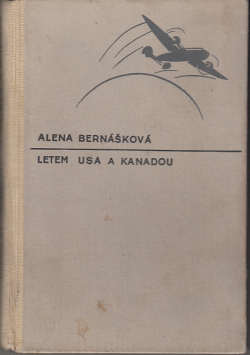 ALENA BERNÁŠKOVÁ
LETEM USA A KANADOU